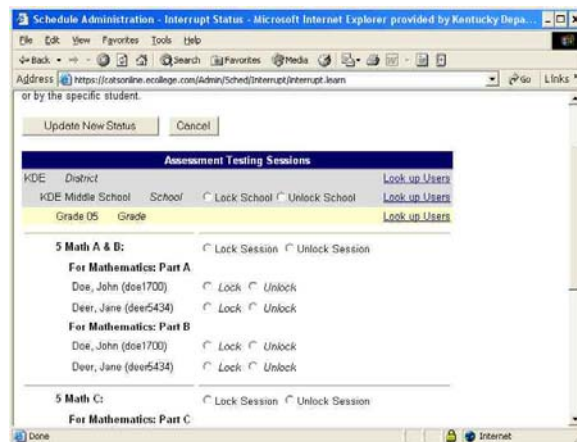 Schedule Administration - Interrupt Status - Microsoft Internet Explorer provided by Kentucky Depa...
File Edit View Favorites Tools Help
Back Search Favorites Media
Address https://catsonline.ecollege.com/Admin/Sched/Interrupt/interrupt.learn Go Links
or by the specific student.
Update New Status Cancel
Assessment Testing Sessions
KDE District Look up Users
KDE Middle School School Lock School Unlock School Look up Users
Grade 05 Grade Look up Users
5 Math A & B: Lock Session Unlock Session
For Mathematics: Part A
Doe, John (doe1700) Lock Unlock
Deer, Jane (deer5434) Lock Unlock
For Mathematics: Part B
Doe, John (doe1700) Lock Unlock
Deer, Jane (deer5434) Lock Unlock
5 Math C: Lock Session Unlock Session
For Mathematics: Part C
Done Internet